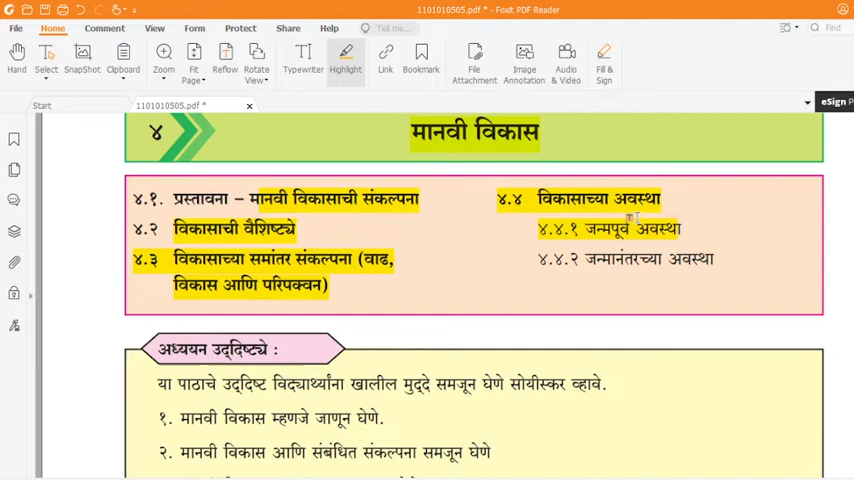 1101010505.pdf * - Foxit PDF Reader
File Home Comment View Form Protect Share Help Tell me... Find
Hand Select SnapShot Clipboard Zoom Fit Page Reflow Rotate View Typewriter Highlight Link Bookmark File Attachment Image Annotation Audio & Video Fill & Sign
Start 1101010505.pdf * eSign P
४ मानवी विकास
४.१. प्रस्तावना – मानवी विकासाची संकल्पना
४.२ विकासाची वैशिष्ट्ये
४.३ विकासाच्या समांतर संकल्पना (वाढ,
विकास आणि परिपक्वन)
४.४ विकासाच्या अवस्था
४.४.१ जन्मपूर्व अवस्था
४.४.२ जन्मानंतरच्या अवस्था
अध्ययन उद्‌दिष्ट्ये :
या पाठाचे उद्‌दिष्ट विद्यार्थ्यांना खालील मुद्‌दे समजून घेणे सोयीस्कर व्हावे.
१. मानवी विकास म्हणजे जाणून घेणे.
२. मानवी विकास आणि संबंधित संकल्पना समजून घेणे